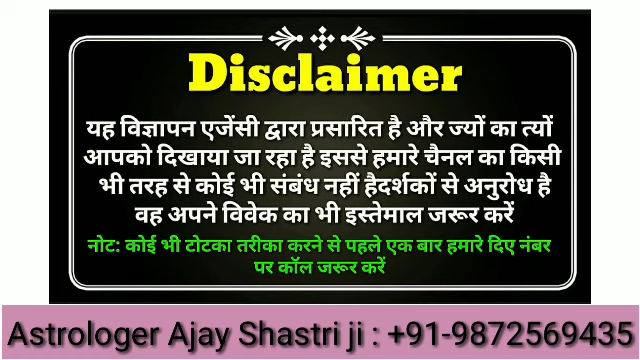 Disclaimer
यह विज्ञापन एजेंसी द्वारा प्रसारित है और ज्यों का त्यों
आपको दिखाया जा रहा है इससे हमारे चैनल का किसी
भी तरह से कोई भी संबंध नहीं हैदर्शकों से अनुरोध है
वह अपने विवेक का भी इस्तेमाल जरूर करें
नोट: कोई भी टोटका तरीका करने से पहले एक बार हमारे दिए नंबर
पर कॉल जरूर करें
Astrologer Ajay Shastri ji : +91-9872569435